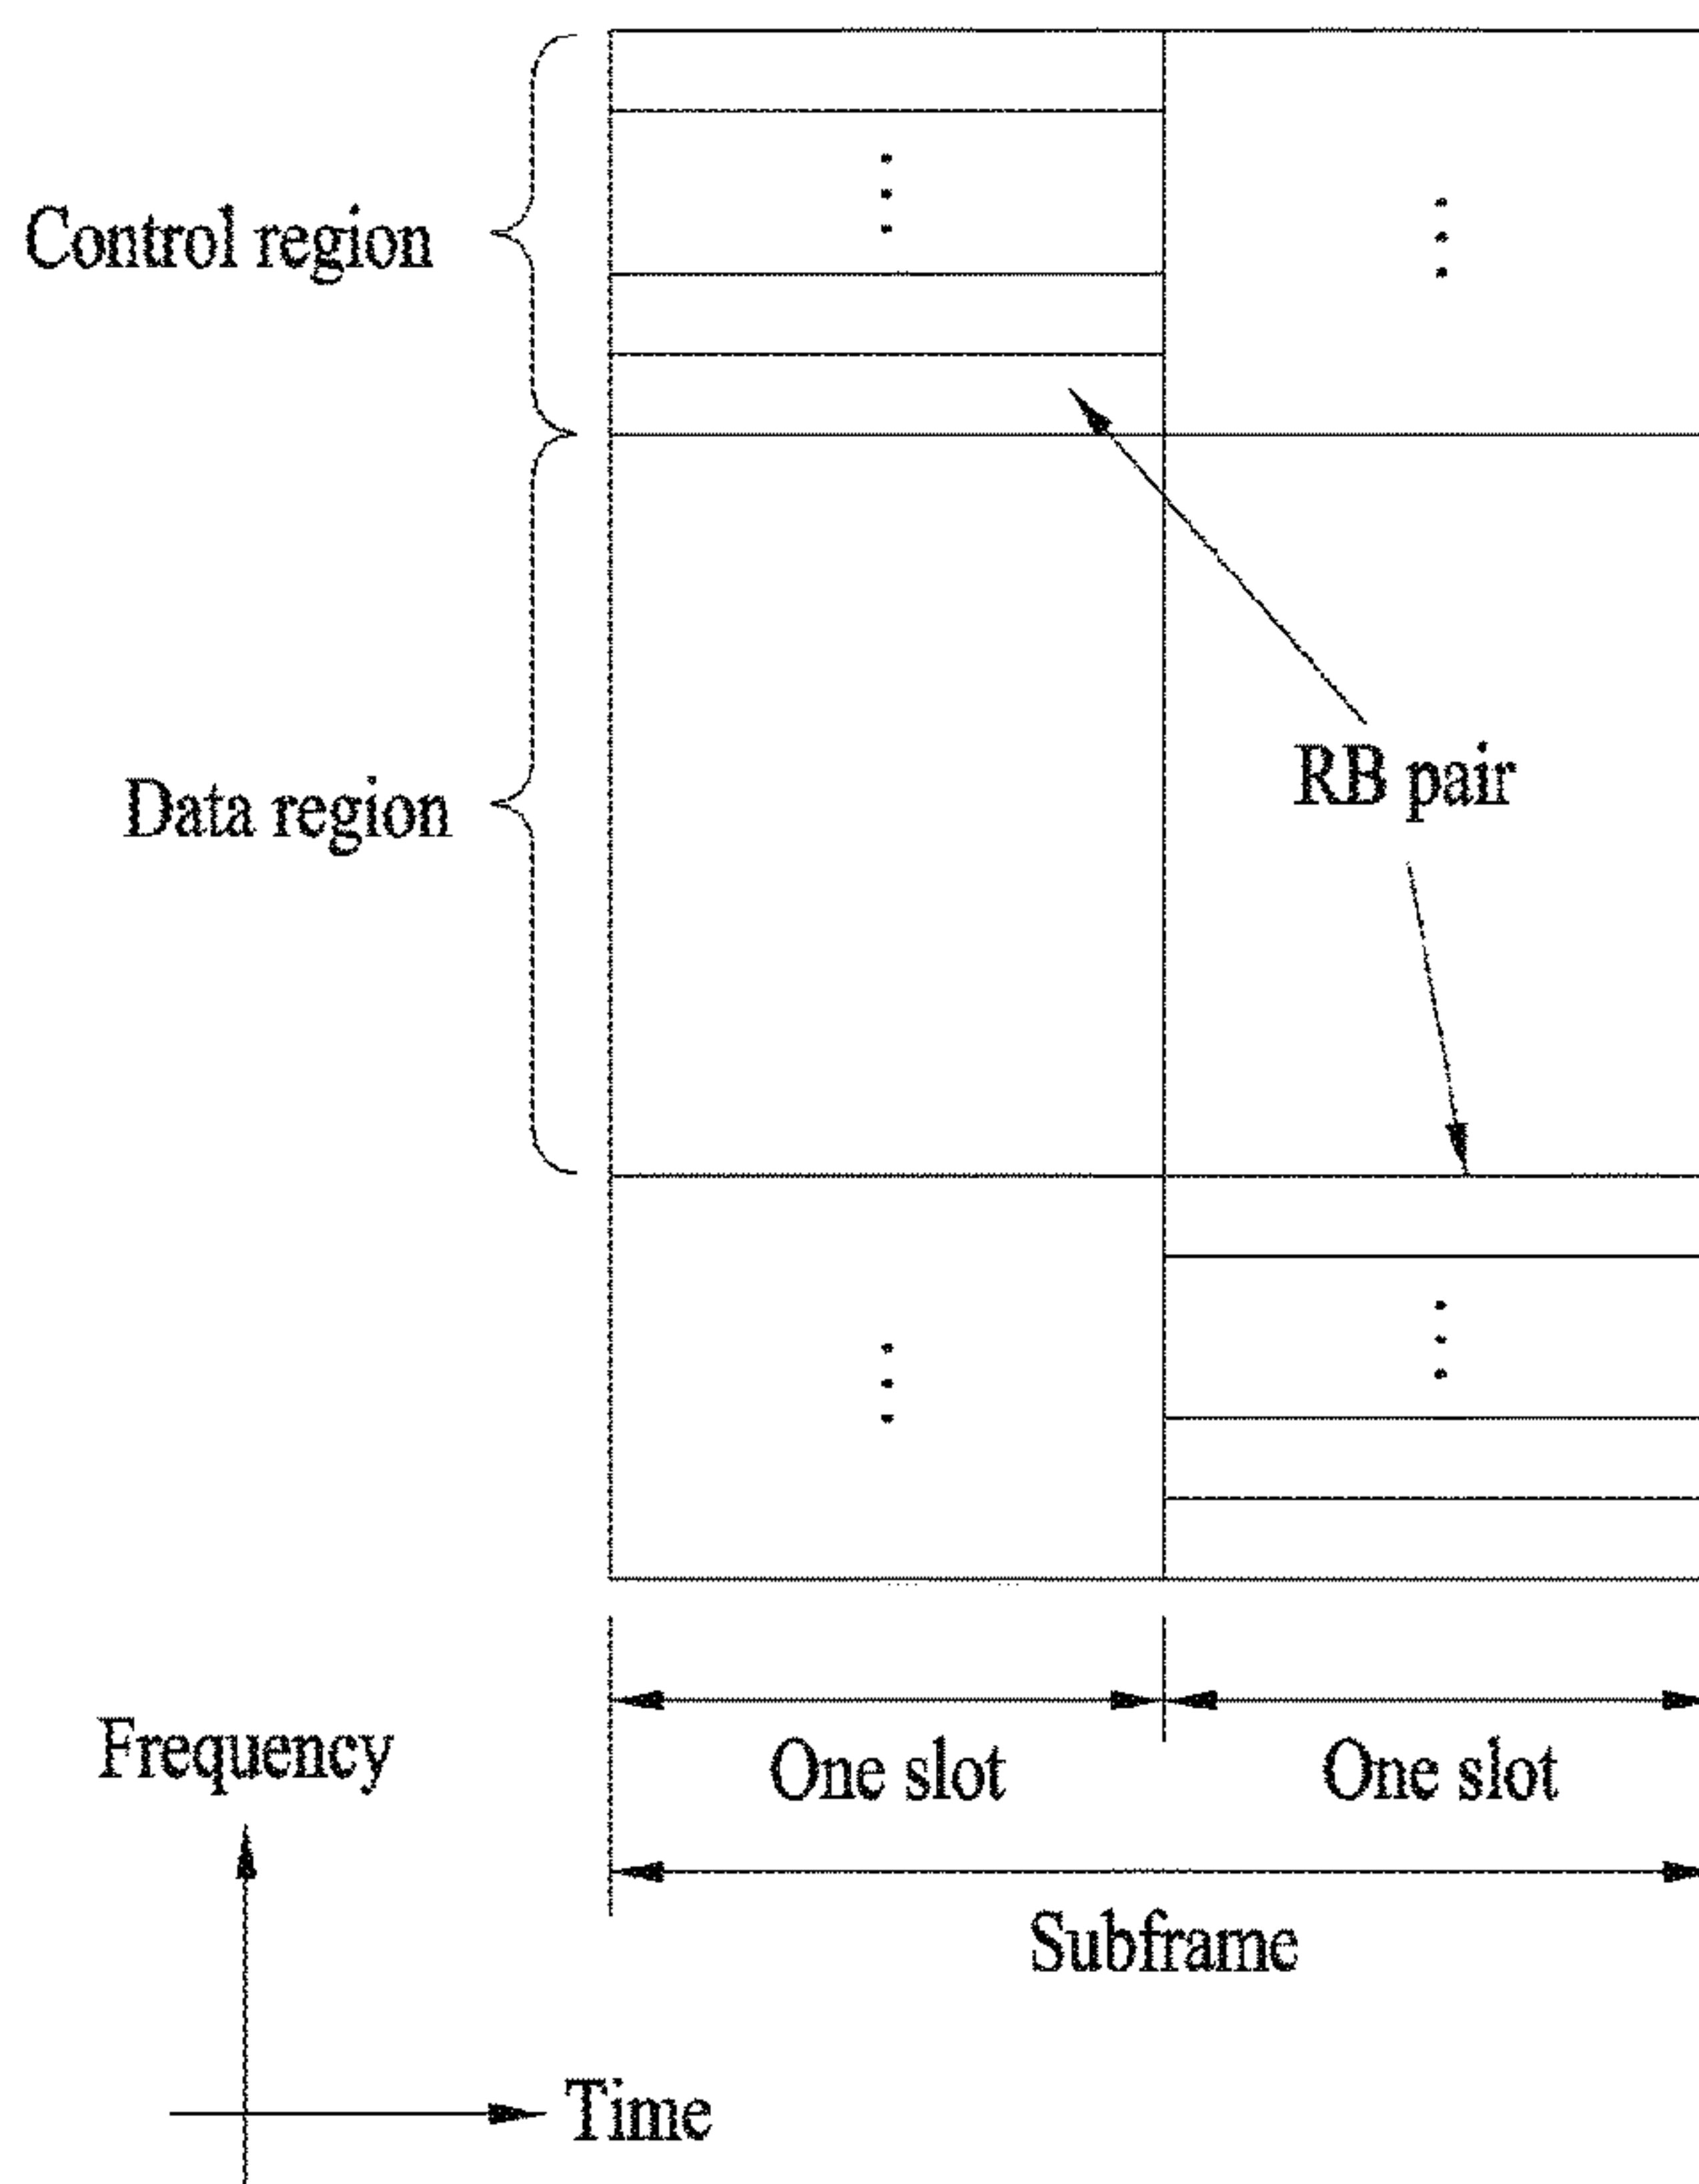 Control region
RB pair
Data region
One slot
One slot
Frequency
Subframe
Time